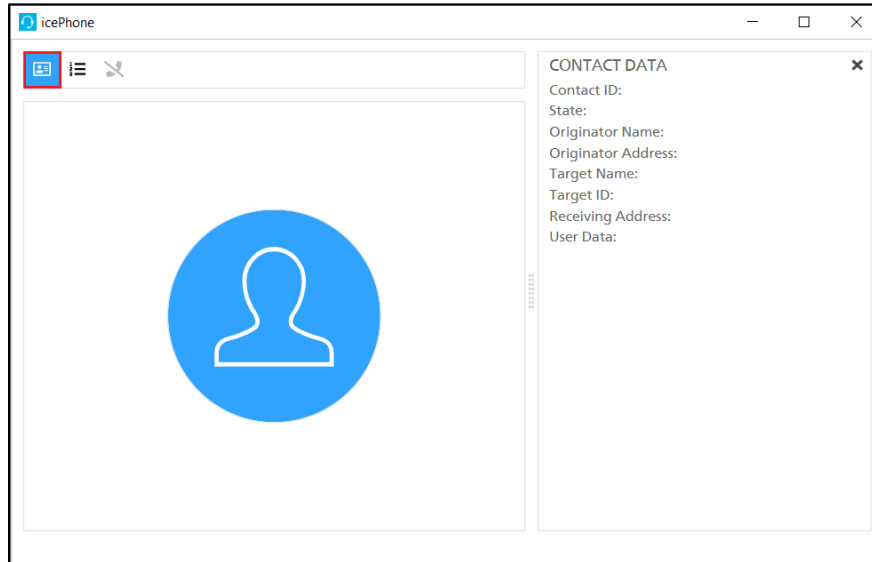 icePhone
CONTACT DATA
Contact ID:
State:
Originator Name:
Originator Address:
Target Name:
Target ID:
Receiving Address:
User Data: